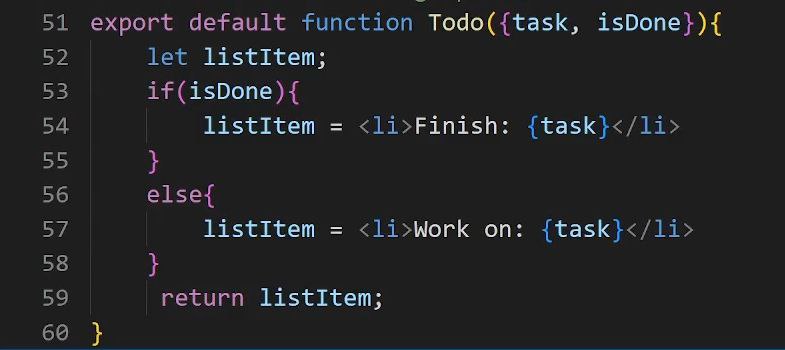 51 export default function Todo({task, isDone}){
52     let listItem;
53     if(isDone){
54         listItem = <li>Finish: {task}</li>
55     }
56     else{
57         listItem = <li>Work on: {task}</li>
58     }
59      return listItem;
60 }